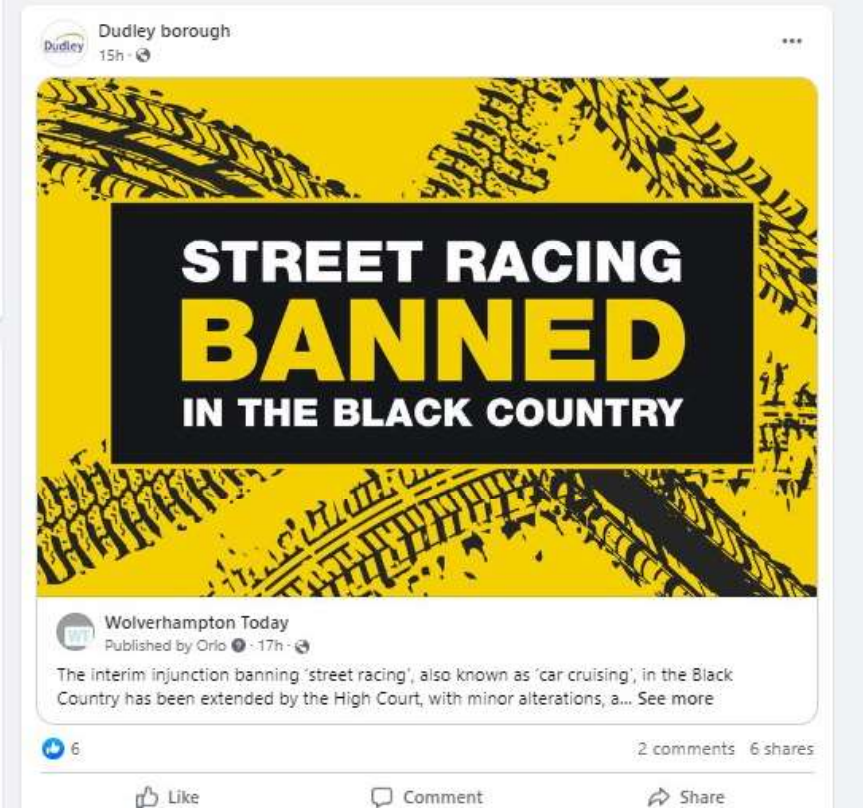 Dudley
Dudley borough
15h ·
STREET RACING
BANNED
IN THE BLACK COUNTRY
WT
Wolverhampton Today
Published by Orlo · 17h ·
The interim injunction banning 'street racing', also known as 'car cruising', in the Black
Country has been extended by the High Court, with minor alterations, a... See more
6
2 comments 6 shares
Like Comment Share